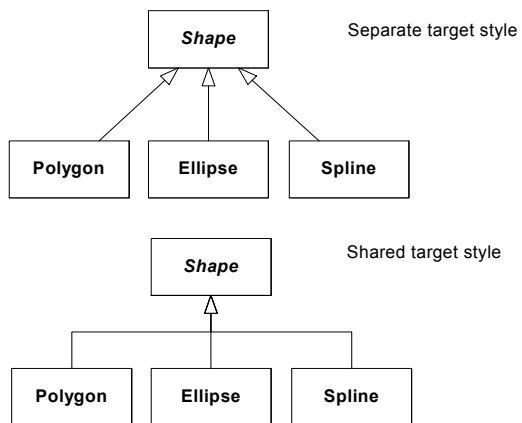 Shape
Separate target style
Polygon
Ellipse
Spline
Shape
Shared target style
Polygon
Ellipse
Spline